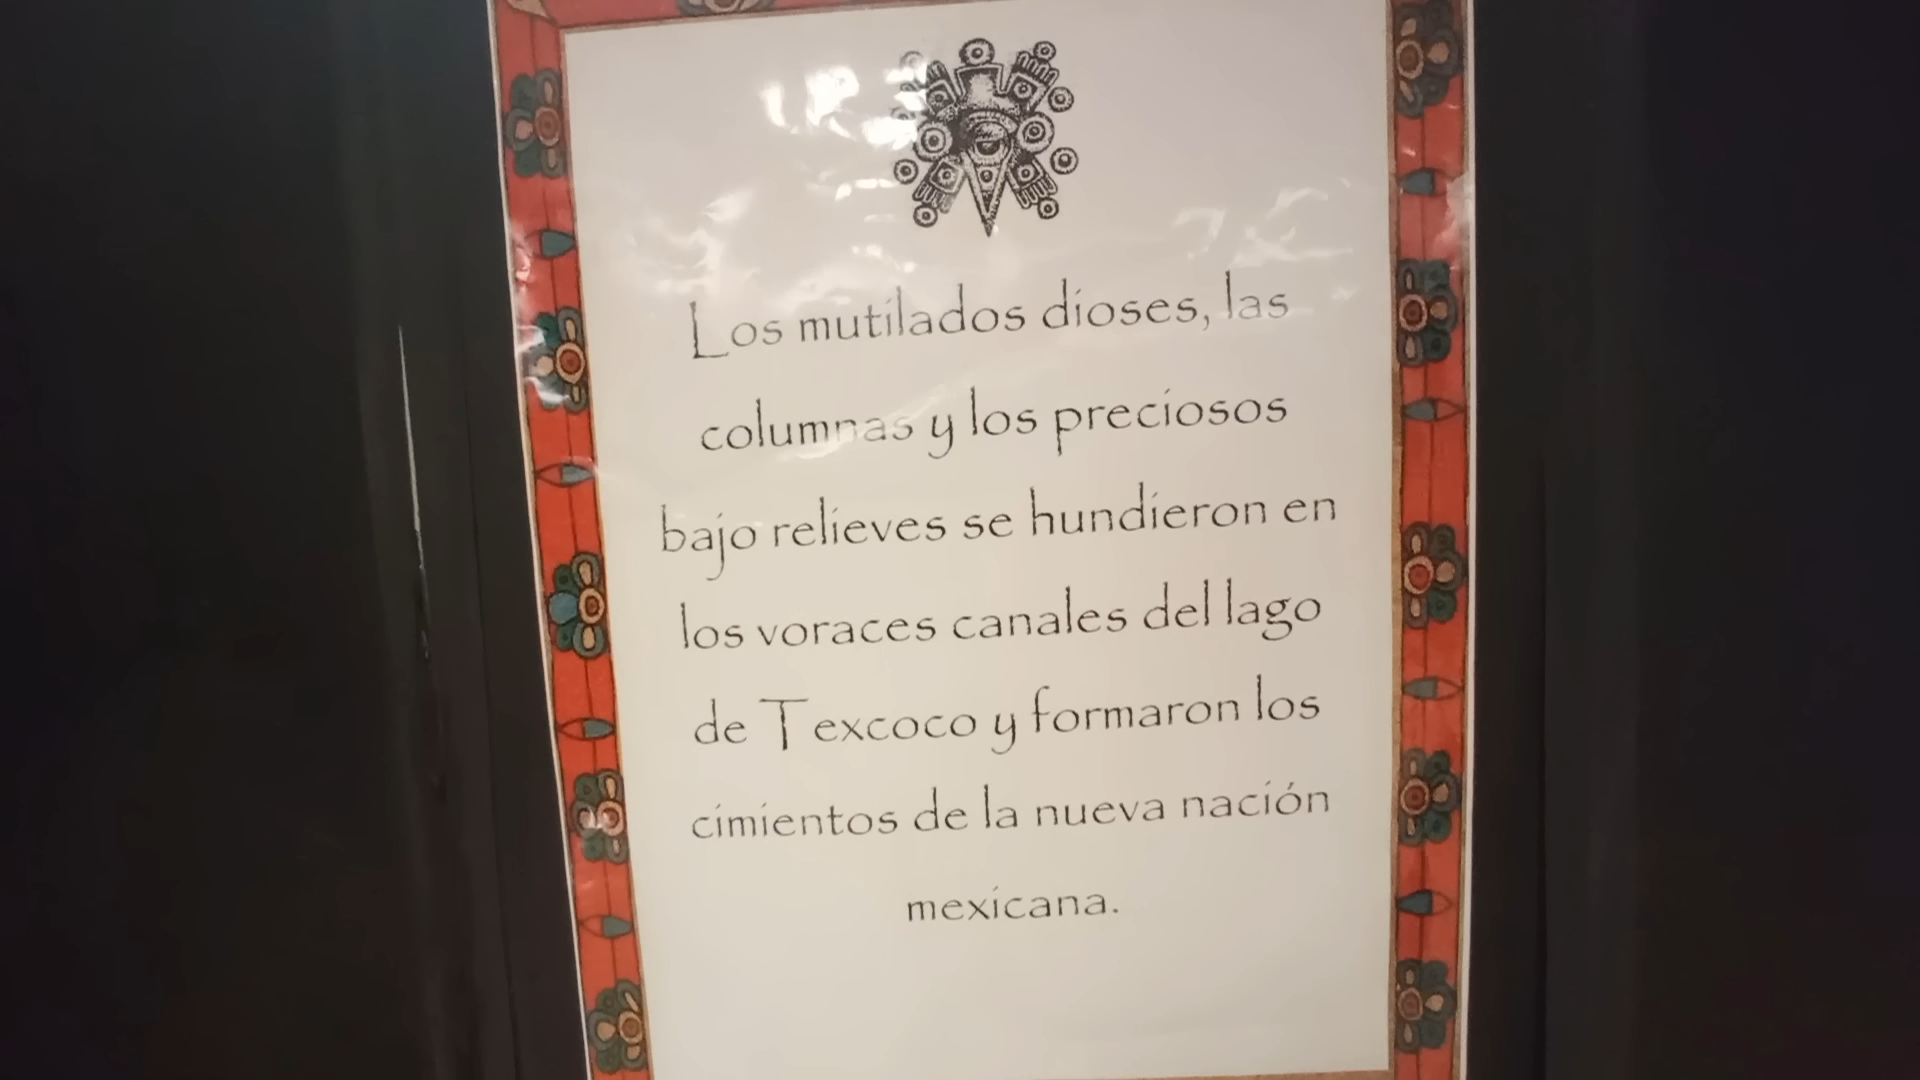 Los mutilados dioses, las
columnas y los preciosos
bajo relieves se hundieron en
los voraces canales del lago
de Texcoco y formaron los
cimientos de la nueva nación
mexicana.